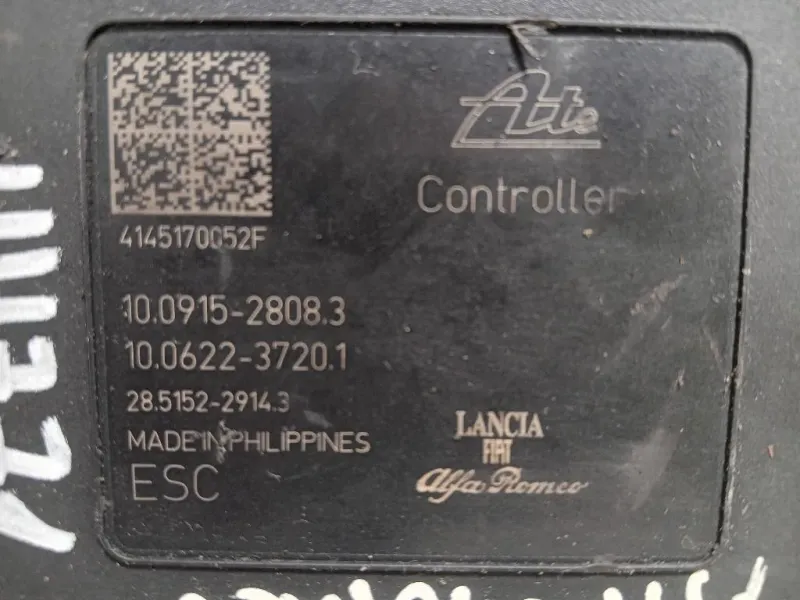 Ate
Controller
4145170052F
10.0915-2808.3
10.0622-3720.1
28.5152-2914.3
MADE IN PHILIPPINES
ESC
LANCIA
FIAT
Alfa Romeo